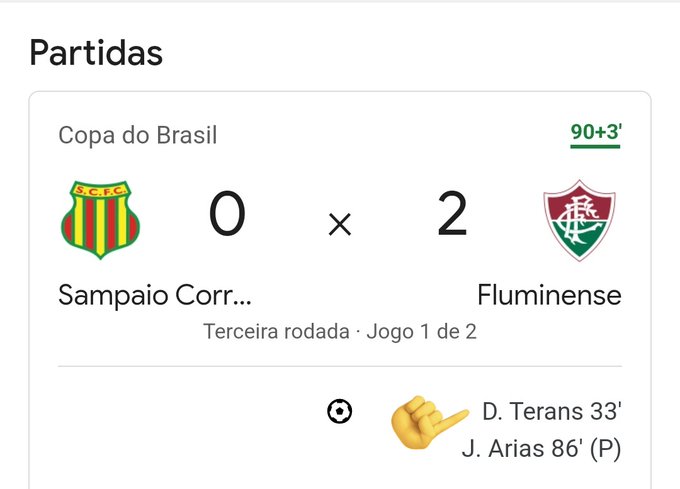 Partidas
Copa do Brasil
90+3'
S.C.F.C.
0 × 2
Sampaio Corr...
Fluminense
Terceira rodada · Jogo 1 de 2
D. Terans 33'
J. Arias 86' (P)